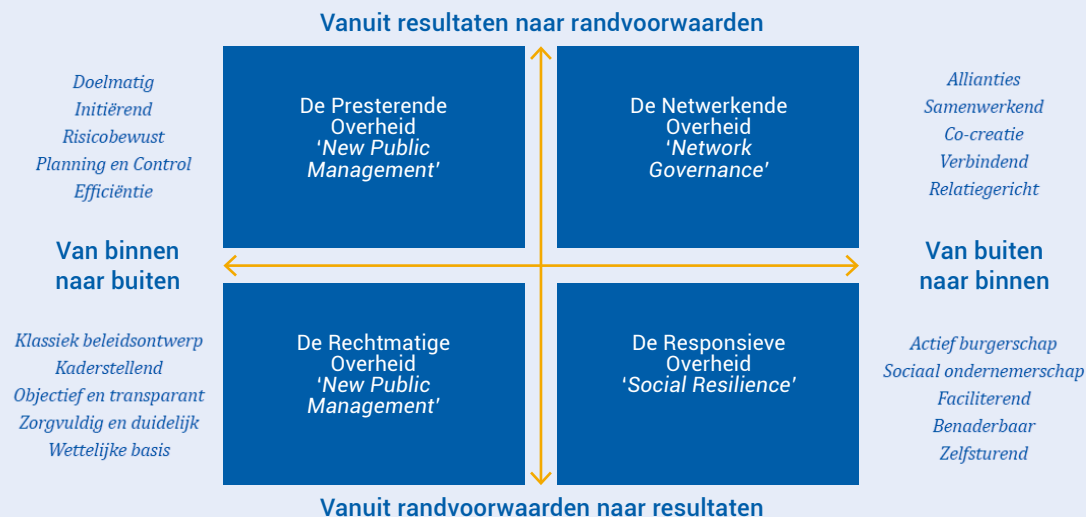 Vanuit resultaten naar randvoorwaarden
Doelmatig
Initiërend
Risicobewust
Planning en Control
Efficiëntie
De Presterende
Overheid
‘New Public
Management’
De Netwerkende
Overheid
‘Network
Governance’
Allianties
Samenwerkend
Co-creatie
Verbindend
Relatiegericht
Van binnen
naar buiten
Van buiten
naar binnen
Klassiek beleidsontwerp
Kaderstellend
Objectief en transparant
Zorgvuldig en duidelijk
Wettelijke basis
De Rechtmatige
Overheid
‘New Public
Management’
De Responsieve
Overheid
‘Social Resilience’
Actief burgerschap
Sociaal ondernemerschap
Faciliterend
Benaderbaar
Zelfsturend
Vanuit randvoorwaarden naar resultaten